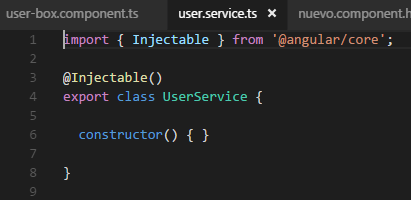 user-box.component.ts user.service.ts × nuevo.component.h
1 import { Injectable } from '@angular/core';
2
3 @Injectable()
4 export class UserService {
5
6 constructor() { }
7
8 }
9